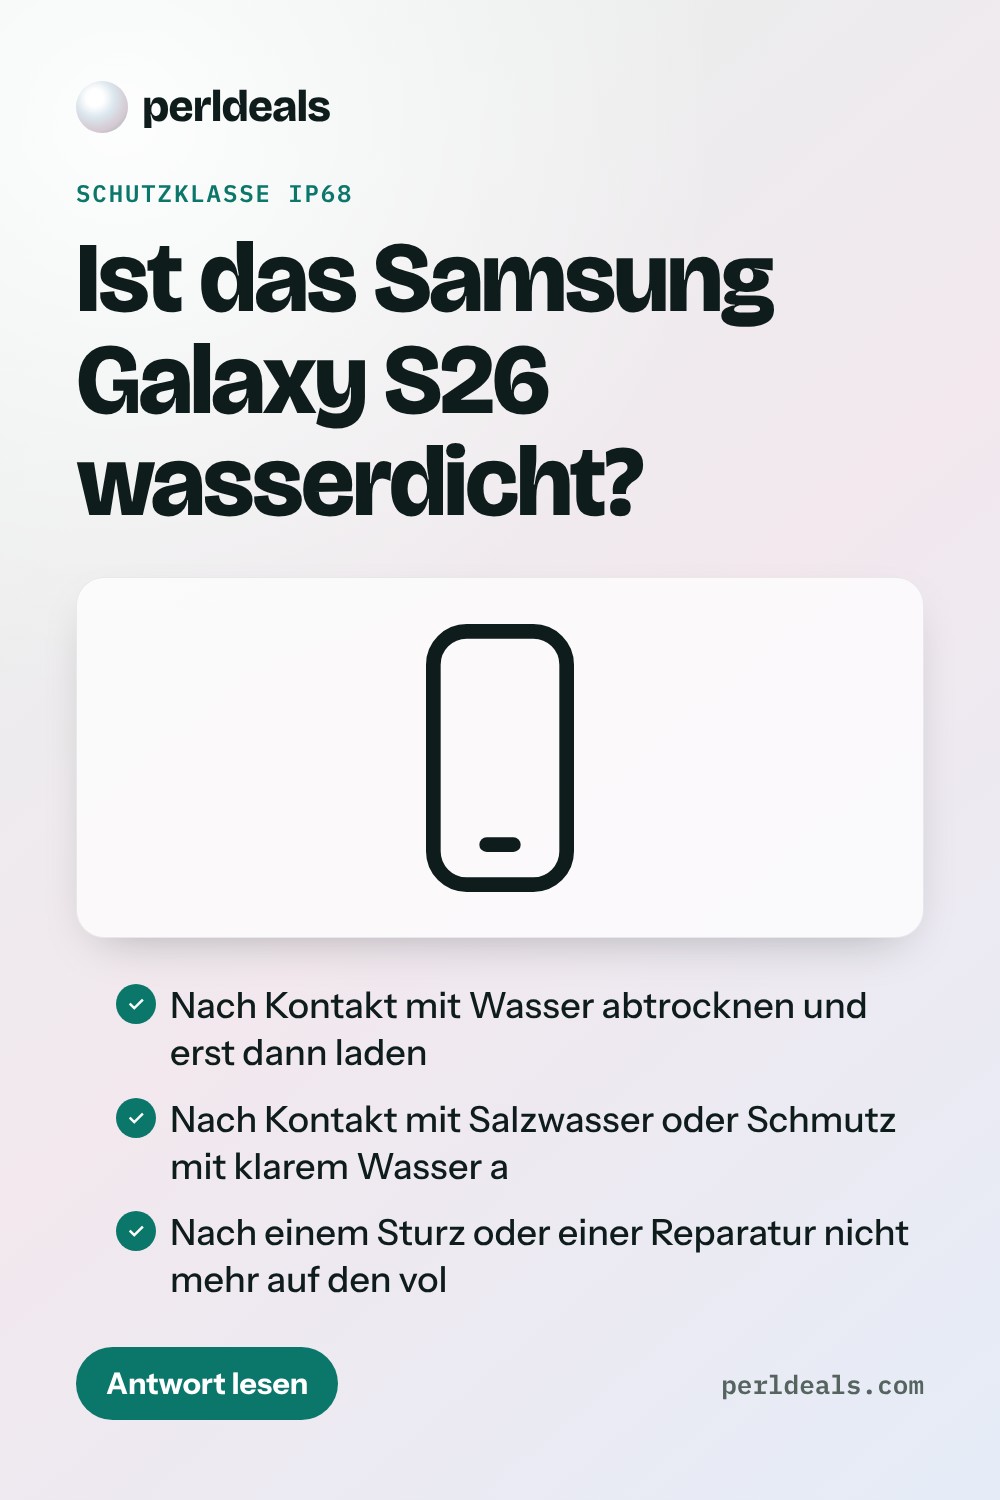 perldeals
SCHUTZKLASSE IP68
Ist das Samsung
Galaxy S26
wasserdicht?
Nach Kontakt mit Wasser abtrocknen und
erst dann laden
Nach Kontakt mit Salzwasser oder Schmutz
mit klarem Wasser a
Nach einem Sturz oder einer Reparatur nicht
mehr auf den vol
Antwort lesen
perldeals.com